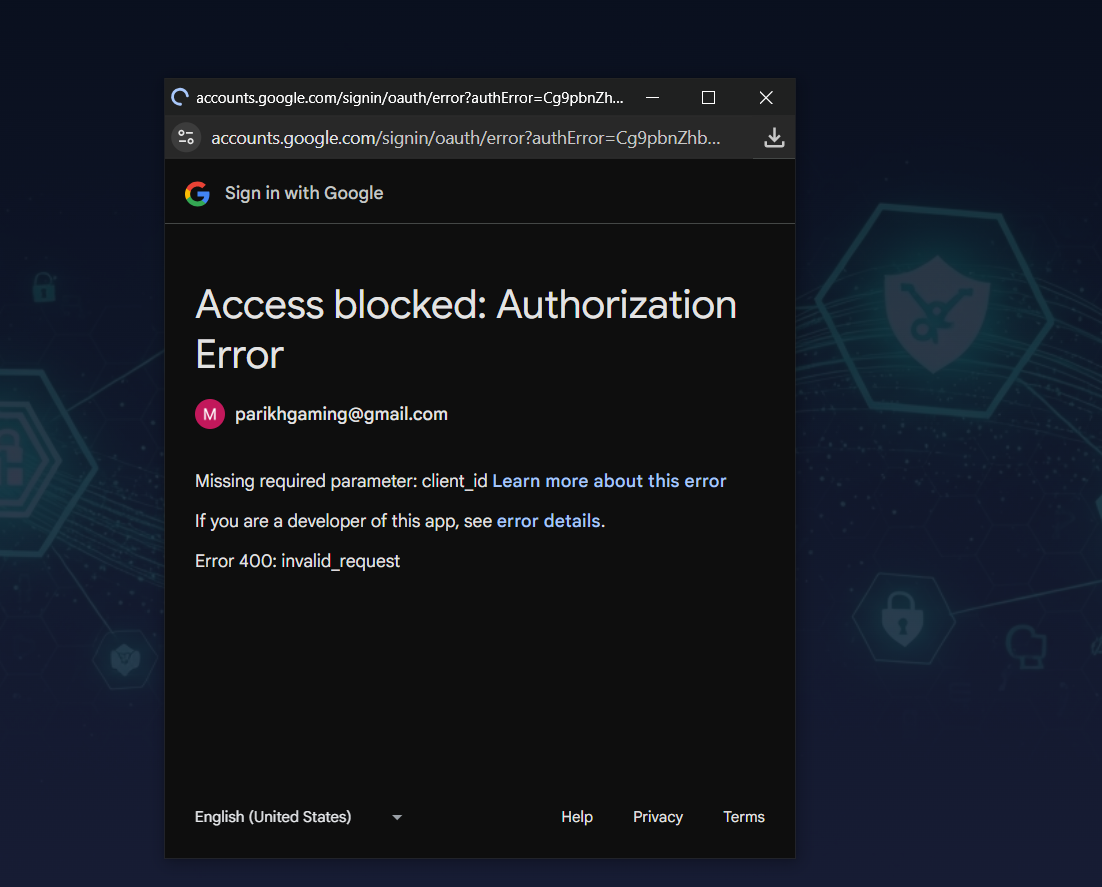 accounts.google.com/signin/oauth/error?authError=Cg9pbnZh...
accounts.google.com/signin/oauth/error?authError=Cg9pbnZhb...
Sign in with Google
Access blocked: Authorization
Error
M parikhgaming@gmail.com
Missing required parameter: client_id Learn more about this error
If you are a developer of this app, see error details.
Error 400: invalid_request
English (United States) Help Privacy Terms